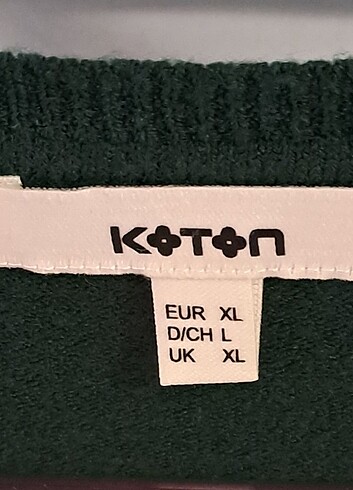 KOTON
EUR XL
D/CH L
UK XL